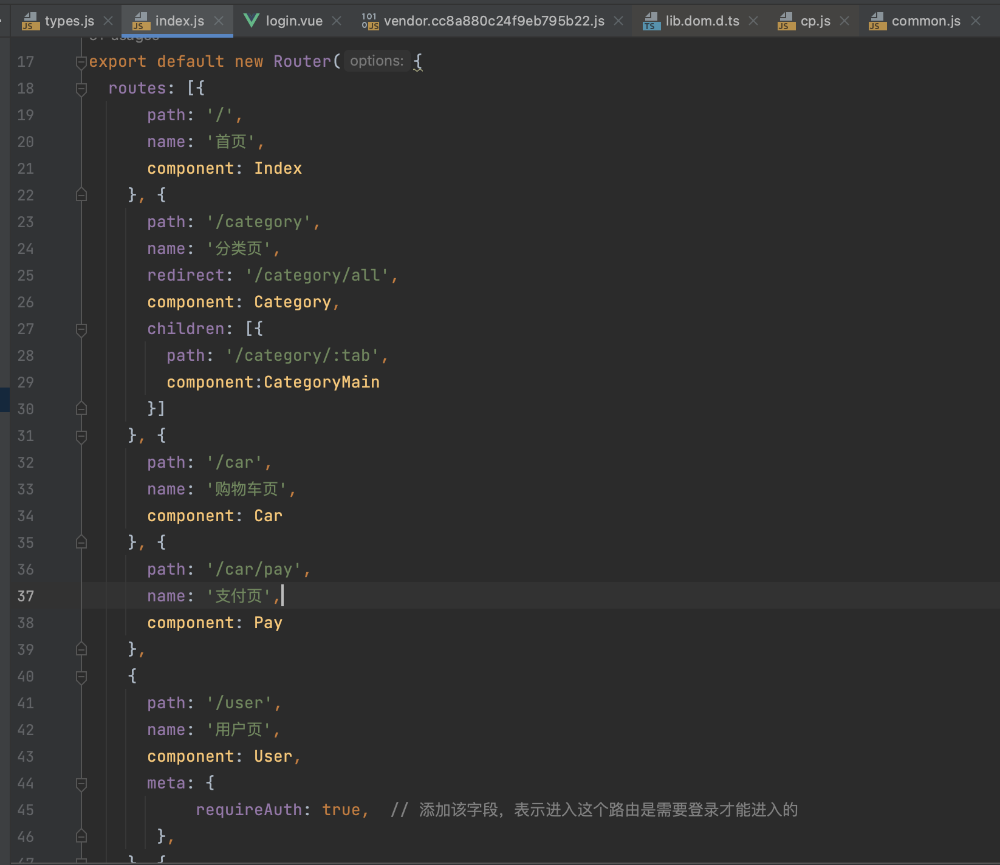 types.js index.js login.vue vendor.cc8a880c24f9eb795b22.js lib.dom.d.ts cp.js common.js
17 export default new Router( options: {
18 routes: [{
19 path: '/',
20 name: '首页',
21 component: Index
22 }, {
23 path: '/category',
24 name: '分类页',
25 redirect: '/category/all',
26 component: Category,
27 children: [{
28 path: '/category/:tab',
29 component:CategoryMain
30 }]
31 }, {
32 path: '/car',
33 name: '购物车页',
34 component: Car
35 }, {
36 path: '/car/pay',
37 name: '支付页',
38 component: Pay
39 },
40 {
41 path: '/user',
42 name: '用户页',
43 component: User,
44 meta: {
45 requireAuth: true, // 添加该字段，表示进入这个路由是需要登录才能进入的
46 },
47 }, {